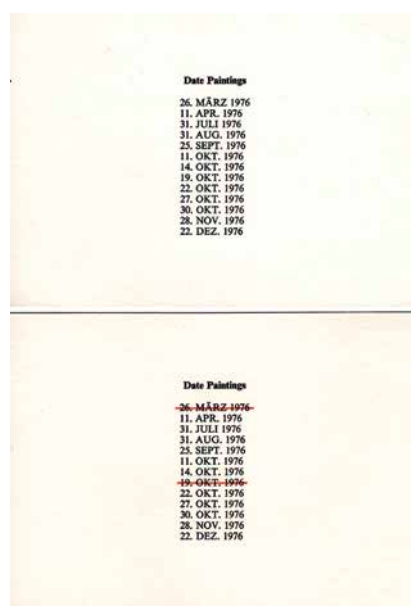 Date Paintings
26. MÄRZ 1976
11. APR. 1976
31. JULI 1976
31. AUG. 1976
25. SEPT. 1976
11. OKT. 1976
14. OKT. 1976
19. OKT. 1976
22. OKT. 1976
27. OKT. 1976
30. OKT. 1976
28. NOV. 1976
22. DEZ. 1976
Date Paintings
26. MÄRZ 1976
11. APR. 1976
31. JULI 1976
31. AUG. 1976
25. SEPT. 1976
11. OKT. 1976
14. OKT. 1976
19. OKT. 1976
22. OKT. 1976
27. OKT. 1976
30. OKT. 1976
28. NOV. 1976
22. DEZ. 1976